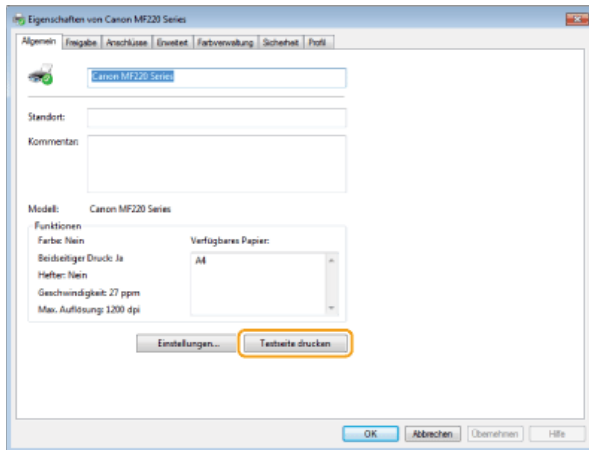 Eigenschaften von Canon MF220 Series
Allgemein Freigabe Anschlüsse Erweitert Farbverwaltung Sicherheit Profil
Canon MF220 Series
Standort:
Kommentar:
Modell: Canon MF220 Series
Funktionen
Farbe: Nein Verfügbares Papier:
Beidseitiger Druck: Ja A4
Hefter: Nein
Geschwindigkeit: 27 ppm
Max. Auflösung: 1200 dpi
Einstellungen... Testseite drucken
OK Abbrechen Übernehmen Hilfe